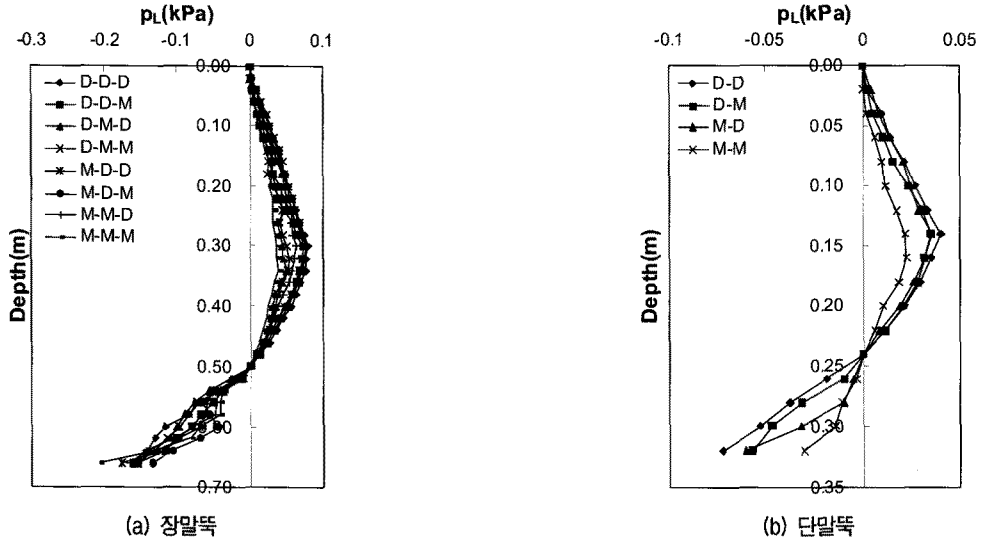 pL(kPa)
-0.3 -0.2 -0.1 0 0.1
0.00
0.10
0.20
0.30
0.40
0.50
0.70
Depth(m)
D-D-D
D-D-M
D-M-D
D-M-M
M-D-D
M-D-M
M-M-D
M-M-M
(a) 장말뚝
pL(kPa)
-0.1 -0.05 0 0.05
0.00
0.05
0.10
0.15
0.20
0.25
0.30
0.35
Depth(m)
D-D
D-M
M-D
M-M
(b) 단말뚝